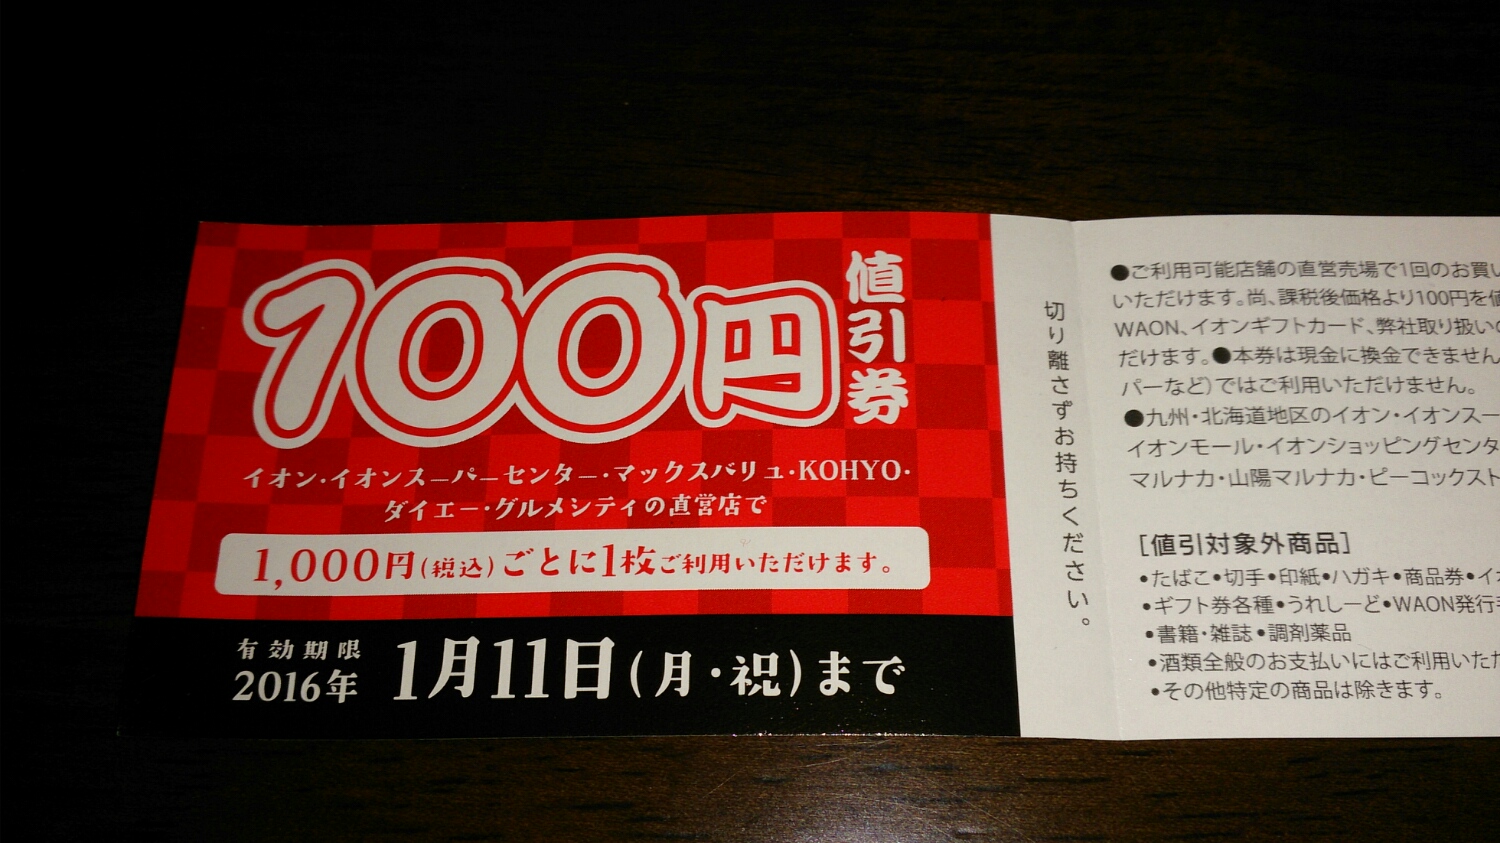 100円
値引券
イオン・イオンスーパーセンター・マックスバリュ・KOHYO・
ダイエー・グルメシティの直営店で
1,000円(税込)ごとに1枚ご利用いただけます。
有効期限
2016年
1月11日(月・祝)まで
切り離さずお持ちください。
●ご利用可能店舗の直営売場で1回のお買い
いただけます。尚、課税後価格より100円を値
WAON、イオンギフトカード、弊社取り扱いの
だけます。●本券は現金に換金できません
パーなど)ではご利用いただけません。
●九州・北海道地区のイオン・イオンスー
イオンモール・イオンショッピングセンタ
マルナカ・山陽マルナカ・ピーコックスト
[値引対象外商品]
•たばこ•切手•印紙•ハガキ•商品券•イオ
•ギフト券各種•うれしーど•WAON発行手
•書籍・雑誌•調剤薬品
•酒類全般のお支払いにはご利用いただ
•その他特定の商品は除きます。